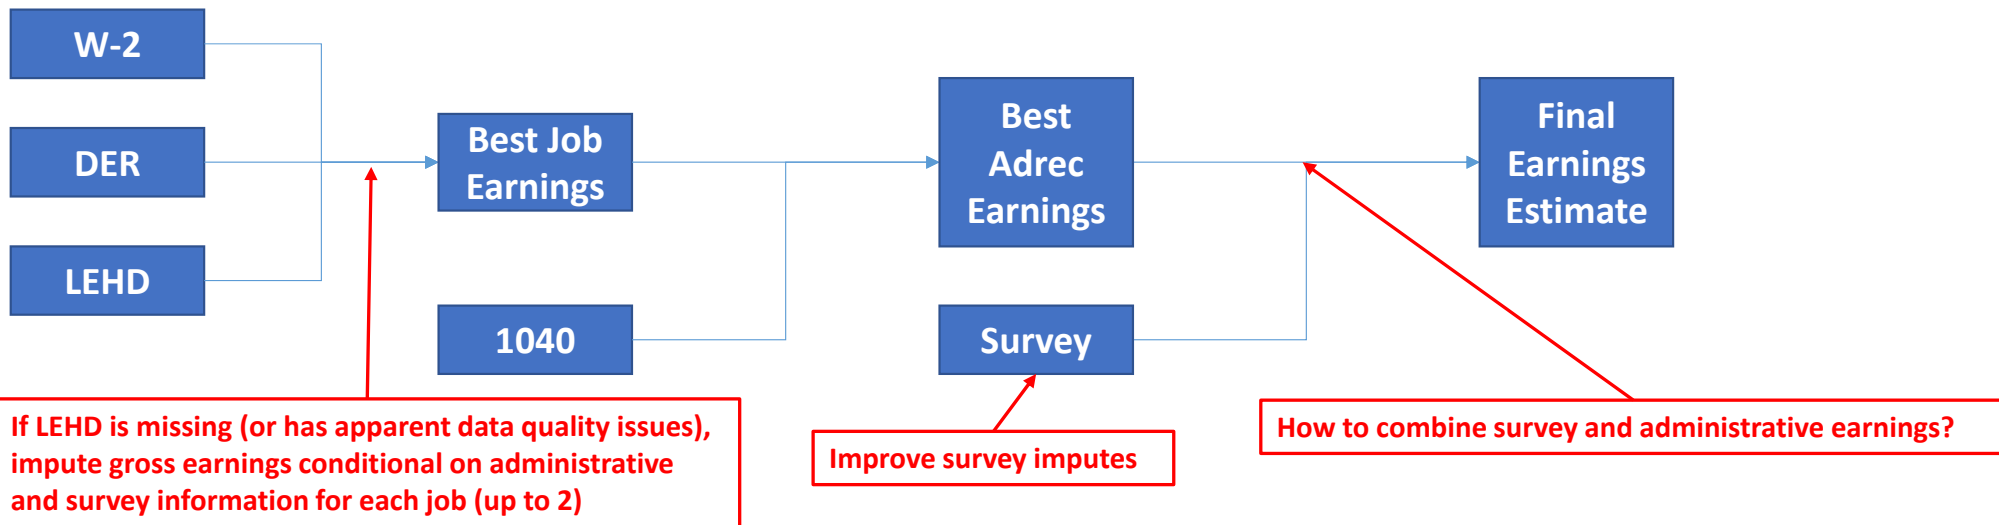 W-2
DER
LEHD
Best Job
Earnings
1040
Best
Adrec
Earnings
Survey
Final
Earnings
Estimate
If LEHD is missing (or has apparent data quality issues),
impute gross earnings conditional on administrative
and survey information for each job (up to 2)
Improve survey imputes
How to combine survey and administrative earnings?